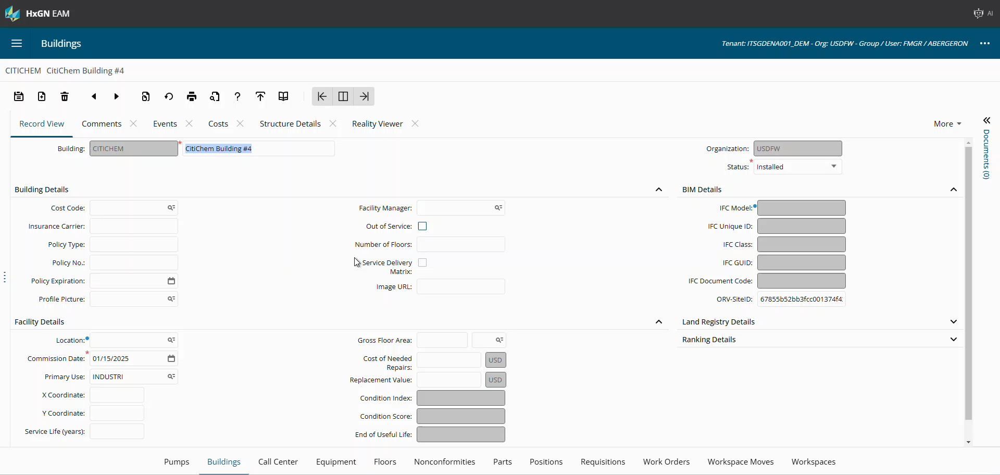 HxGN EAM
AI
Buildings
Tenant: ITSGDENA001_DEM - Org: USDFW - Group / User: FMGR / ABERGERON
CITICHEM CitiChem Building #4
Record View
Comments
Events
Costs
Structure Details
Reality Viewer
More
Documents (0)
Building: CITICHEM * CitiChem Building #4
Organization: USDFW
Status: * Installed
Building Details
Cost Code:
Insurance Carrier:
Policy Type:
Policy No.:
Policy Expiration:
Profile Picture:
Facility Manager:
Out of Service:
Number of Floors:
Service Delivery
Matrix:
Image URL:
BIM Details
IFC Model:
IFC Unique ID:
IFC Class:
IFC GUID:
IFC Document Code:
ORV-SiteID: 67855b52bb3fcc001374f4
Facility Details
Location:
Commission Date: * 01/15/2025
Primary Use: INDUSTRI
X Coordinate:
Y Coordinate:
Service Life (years):
Gross Floor Area:
Cost of Needed
Repairs: USD
Replacement Value: USD
Condition Index:
Condition Score:
End of Useful Life:
Land Registry Details
Ranking Details
Pumps
Buildings
Call Center
Equipment
Floors
Nonconformities
Parts
Positions
Requisitions
Work Orders
Workspace Moves
Workspaces